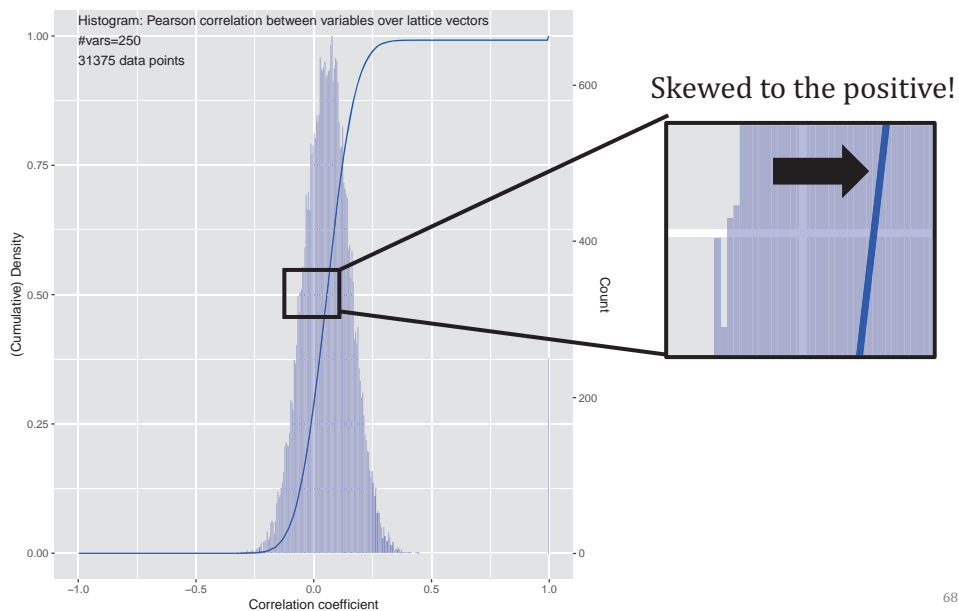 Histogram: Pearson correlation between variables over lattice vectors
#vars=250
31375 data points
Skewed to the positive!
1.00
0.75
0.50
0.25
0.00
(Cumulative) Density
600
400
200
0
Count
−1.0 −0.5 0.0 0.5 1.0
Correlation coefficient
68